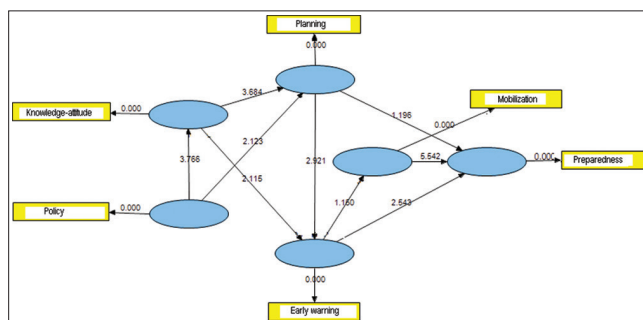 Planning
0.000
Mobilization
3.684
Knowledge-attitude
0.000
1.196
0.000
2.123
Preparedness
0.000
5.542
3.766
2.921
2.115
1.160
2.543
Policy
0.000
0.000
Early warning